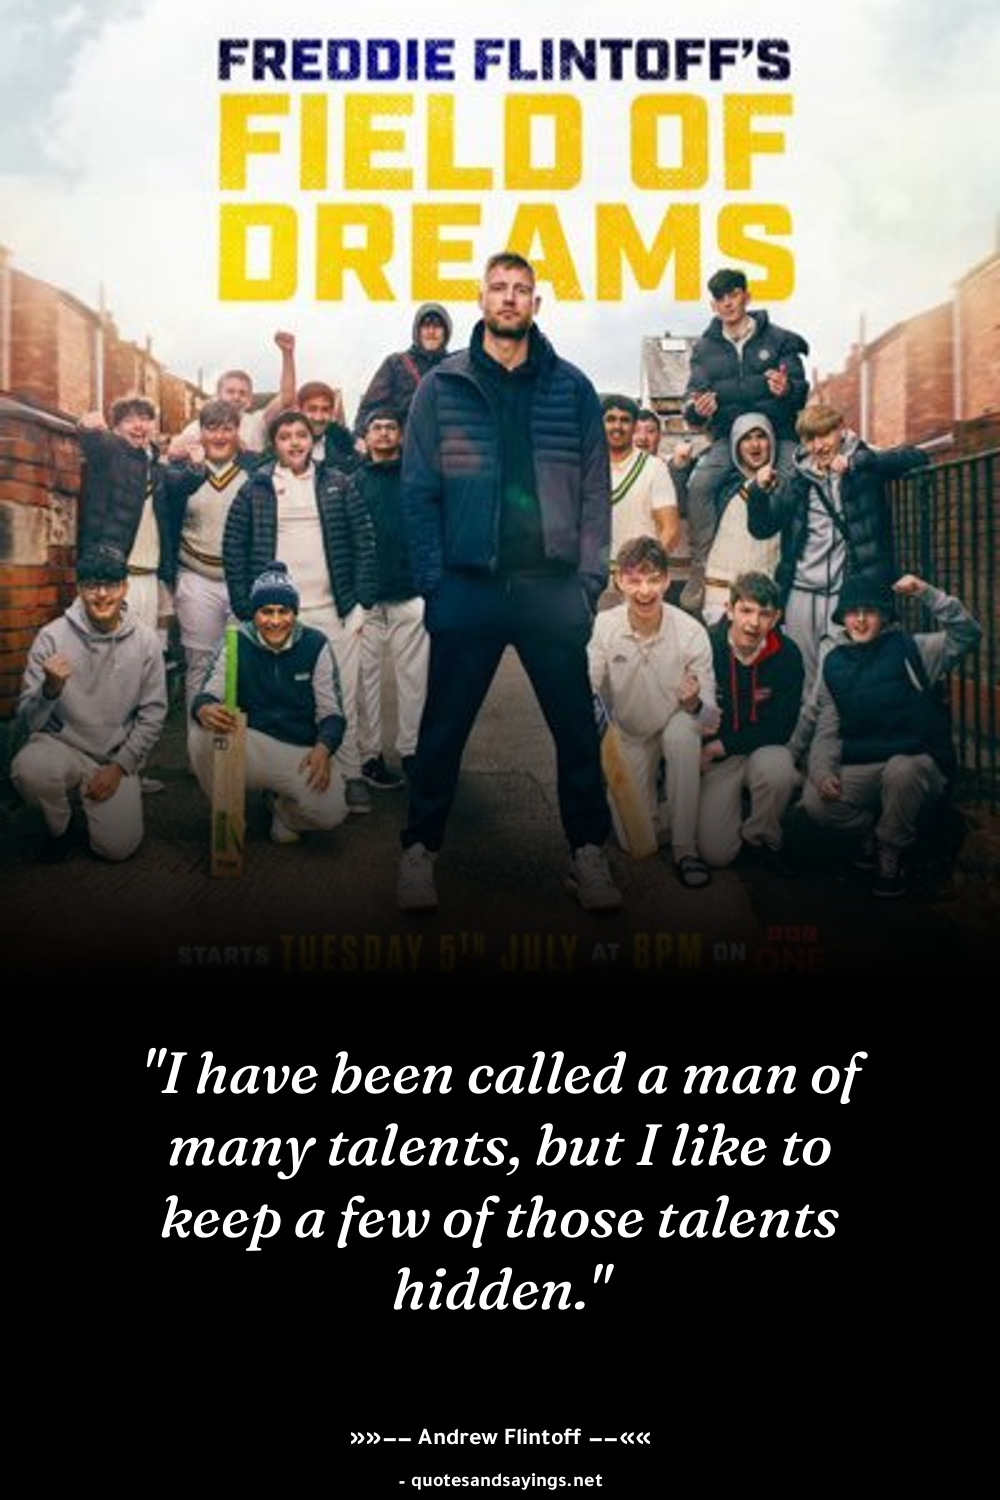 FREDDIE FLINTOFF'S
FIELD OF
DREAMS
STARTS TUESDAY 5TH JULY AT 8PM ON BBC ONE
"I have been called a man of
many talents, but I like to
keep a few of those talents
hidden."
»»–– Andrew Flintoff ––««
- quotesandsayings.net